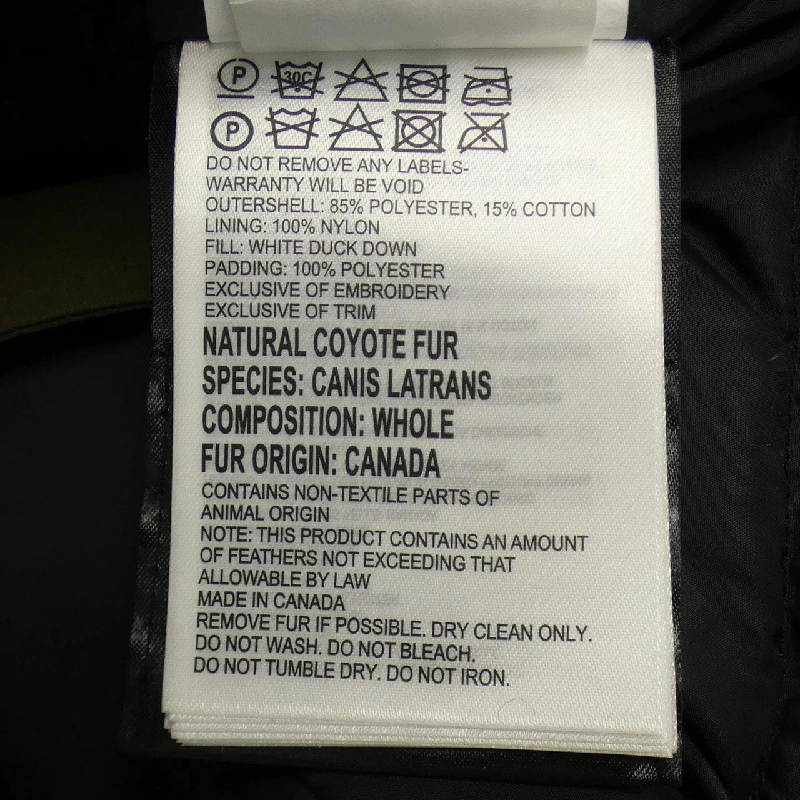 P 30C
P
DO NOT REMOVE ANY LABELS-
WARRANTY WILL BE VOID
OUTERSHELL: 85% POLYESTER, 15% COTTON
LINING: 100% NYLON
FILL: WHITE DUCK DOWN
PADDING: 100% POLYESTER
EXCLUSIVE OF EMBROIDERY
EXCLUSIVE OF TRIM
NATURAL COYOTE FUR
SPECIES: CANIS LATRANS
COMPOSITION: WHOLE
FUR ORIGIN: CANADA
CONTAINS NON-TEXTILE PARTS OF
ANIMAL ORIGIN
NOTE: THIS PRODUCT CONTAINS AN AMOUNT
OF FEATHERS NOT EXCEEDING THAT
ALLOWABLE BY LAW
MADE IN CANADA
REMOVE FUR IF POSSIBLE. DRY CLEAN ONLY.
DO NOT WASH. DO NOT BLEACH.
DO NOT TUMBLE DRY. DO NOT IRON.